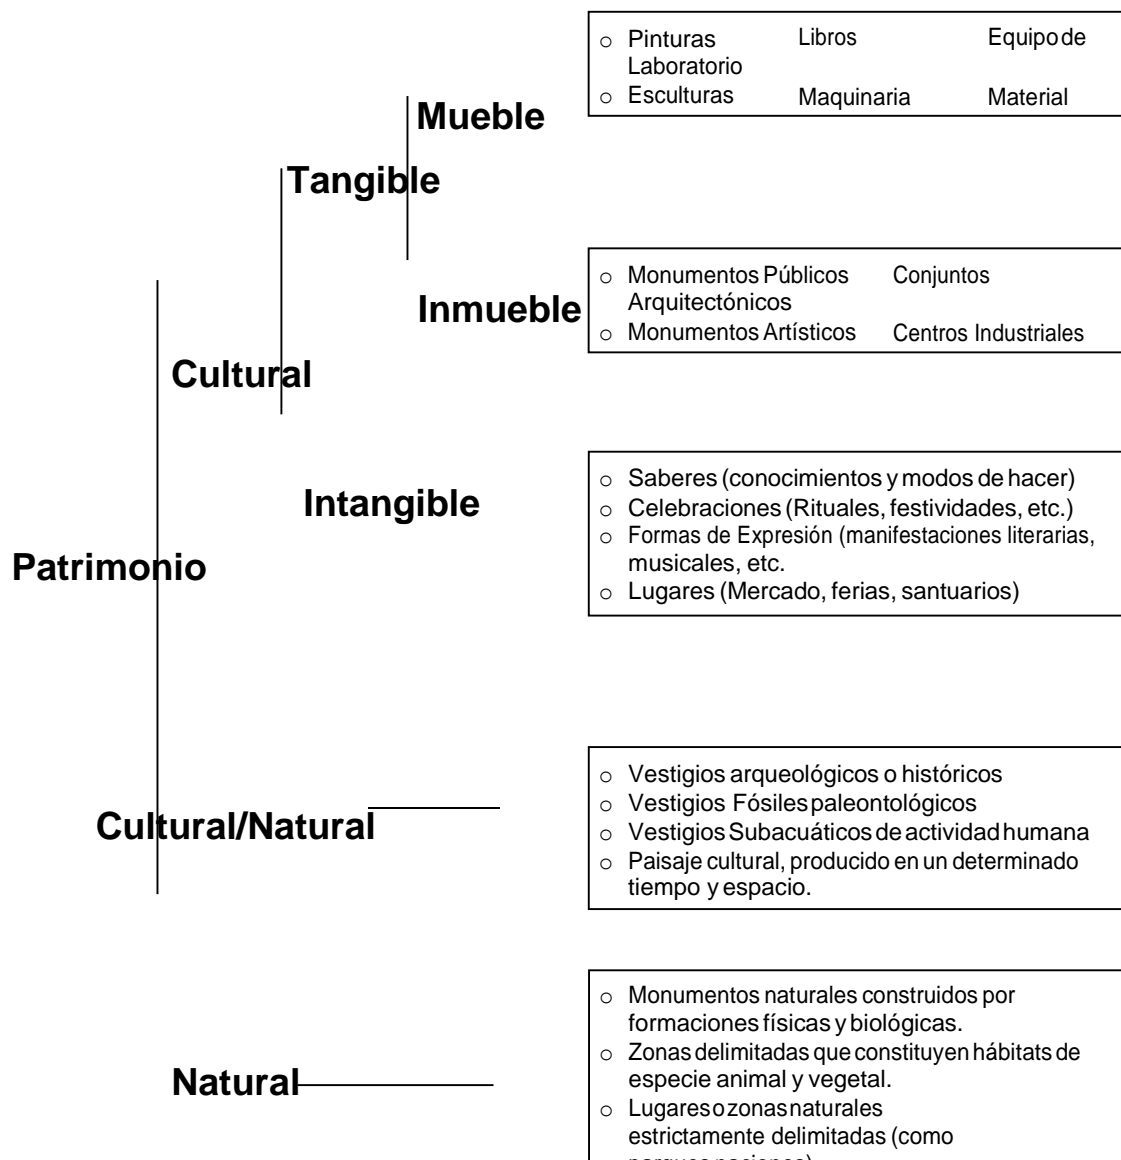 Pinturas Libros Equipo de
Laboratorio
Esculturas Maquinaria Material
Mueble
Tangible
Monumentos Públicos Conjuntos
Arquitectónicos
Monumentos Artísticos Centros Industriales
Inmueble
Cultural
Saberes (conocimientos y modos de hacer)
Celebraciones (Rituales, festividades, etc.)
Formas de Expresión (manifestaciones literarias,
musicales, etc.
Lugares (Mercado, ferias, santuarios)
Intangible
Patrimonio
Vestigios arqueológicos o históricos
Vestigios Fósiles paleontológicos
Vestigios Subacuáticos de actividad humana
Paisaje cultural, producido en un determinado
tiempo y espacio.
Cultural/Natural
Monumentos naturales construidos por
formaciones físicas y biológicas.
Zonas delimitadas que constituyen hábitats de
especie animal y vegetal.
Lugares o zonas naturales
estrictamente delimitadas (como
Natural